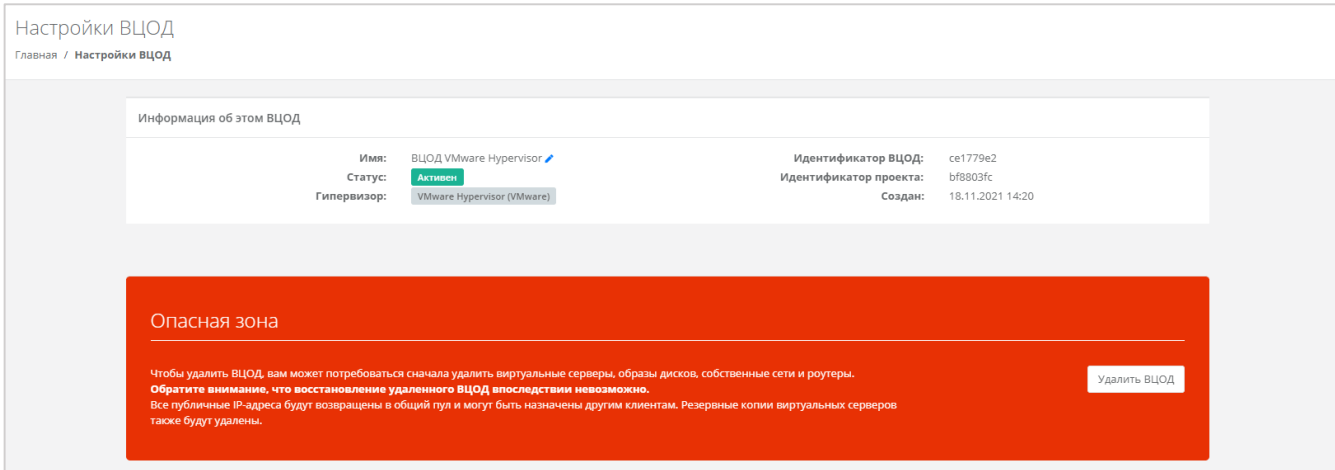 Настройки ВЦОД
Главная / Настройки ВЦОД
Информация об этом ВЦОД
Имя: ВЦОД VMware Hypervisor
Статус: Активен
Гипервизор: VMware Hypervisor (VMware)
Идентификатор ВЦОД: ce1779e2
Идентификатор проекта: bf8803fc
Создан: 18.11.2021 14:20
Опасная зона
Чтобы удалить ВЦОД, вам может потребоваться сначала удалить виртуальные серверы, образы дисков, собственные сети и роутеры.
Обратите внимание, что восстановление удаленного ВЦОД впоследствии невозможно.
Все публичные IP-адреса будут возвращены в общий пул и могут быть назначены другим клиентам. Резервные копии виртуальных серверов
также будут удалены.
Удалить ВЦОД